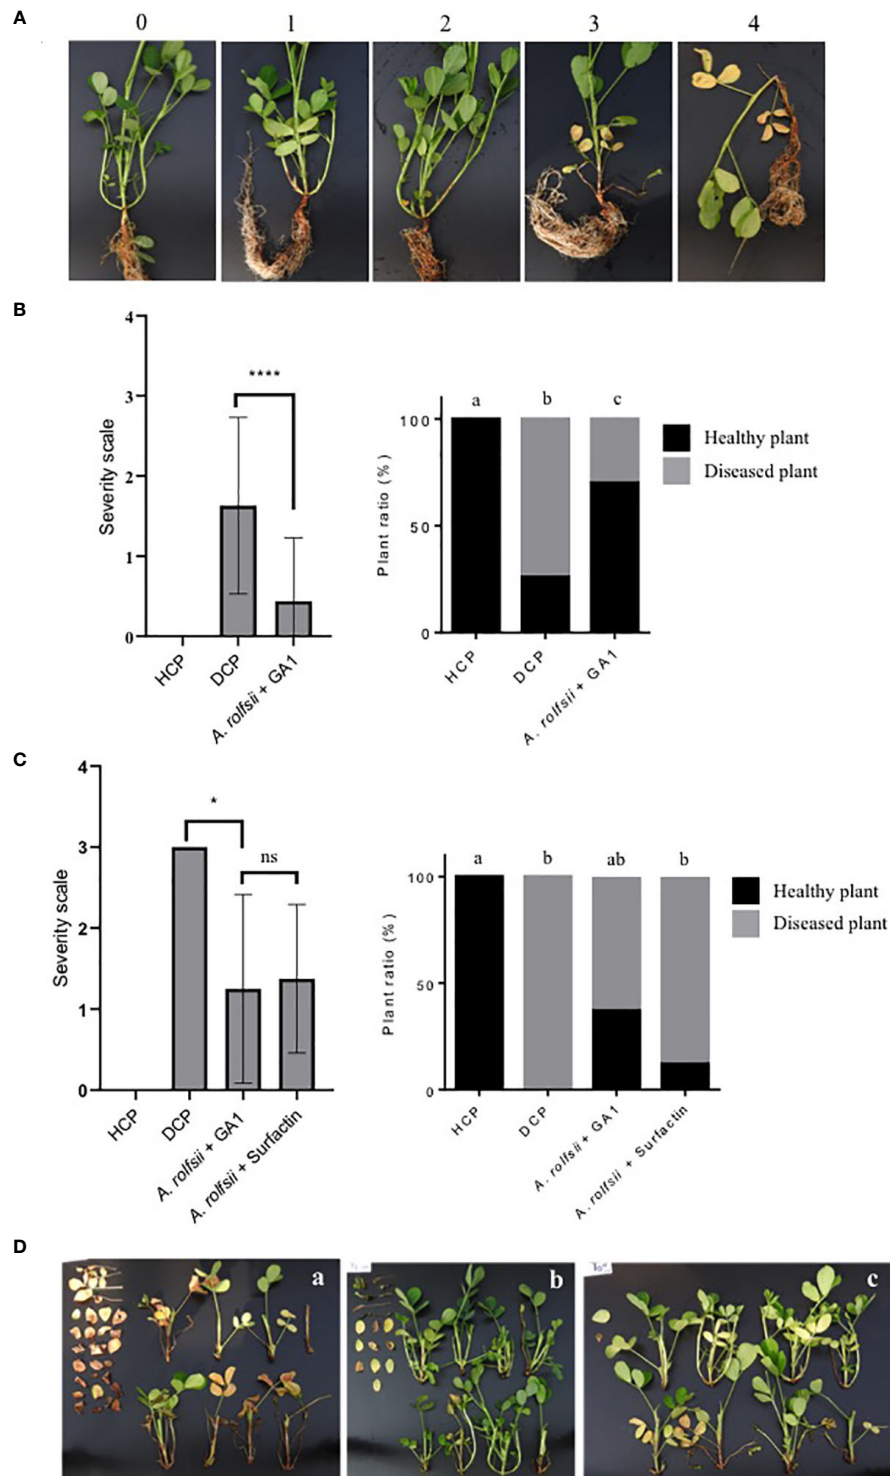 A
0 1 2 3 4
B
4
3
2
1
0
Severity scale
****
HCP
DCP
A. rolfsii + GA1
100
50
0
Plant ratio (%)
a b c
HCP
DCP
A. rolfsii + GA1
Healthy plant
Diseased plant
C
4
3
2
1
0
Severity scale
*
ns
HCP
DCP
A. rolfsii + GA1
A. rolfsii + Surfactin
100
50
0
Plant ratio (%)
a b ab b
HCP
DCP
A. rolfsii + GA1
A. rolfsii + Surfactin
Healthy plant
Diseased plant
D
a b c